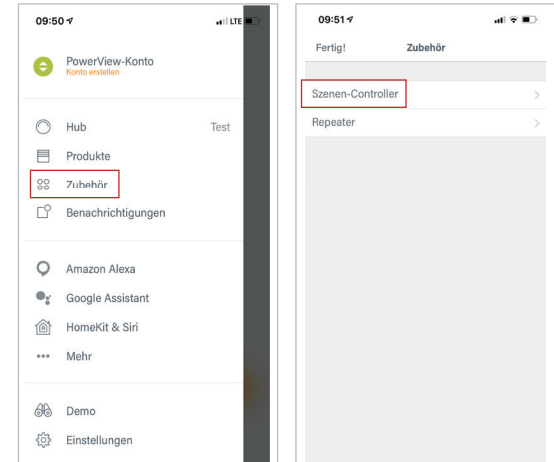 09:50
LTE
PowerView-Konto
Konto erstellen
Hub Test
Produkte
Zubehör
Benachrichtigungen
Amazon Alexa
Google Assistant
HomeKit & Siri
Mehr
Demo
Einstellungen
09:51
Fertig! Zubehör
Szenen-Controller
Repeater